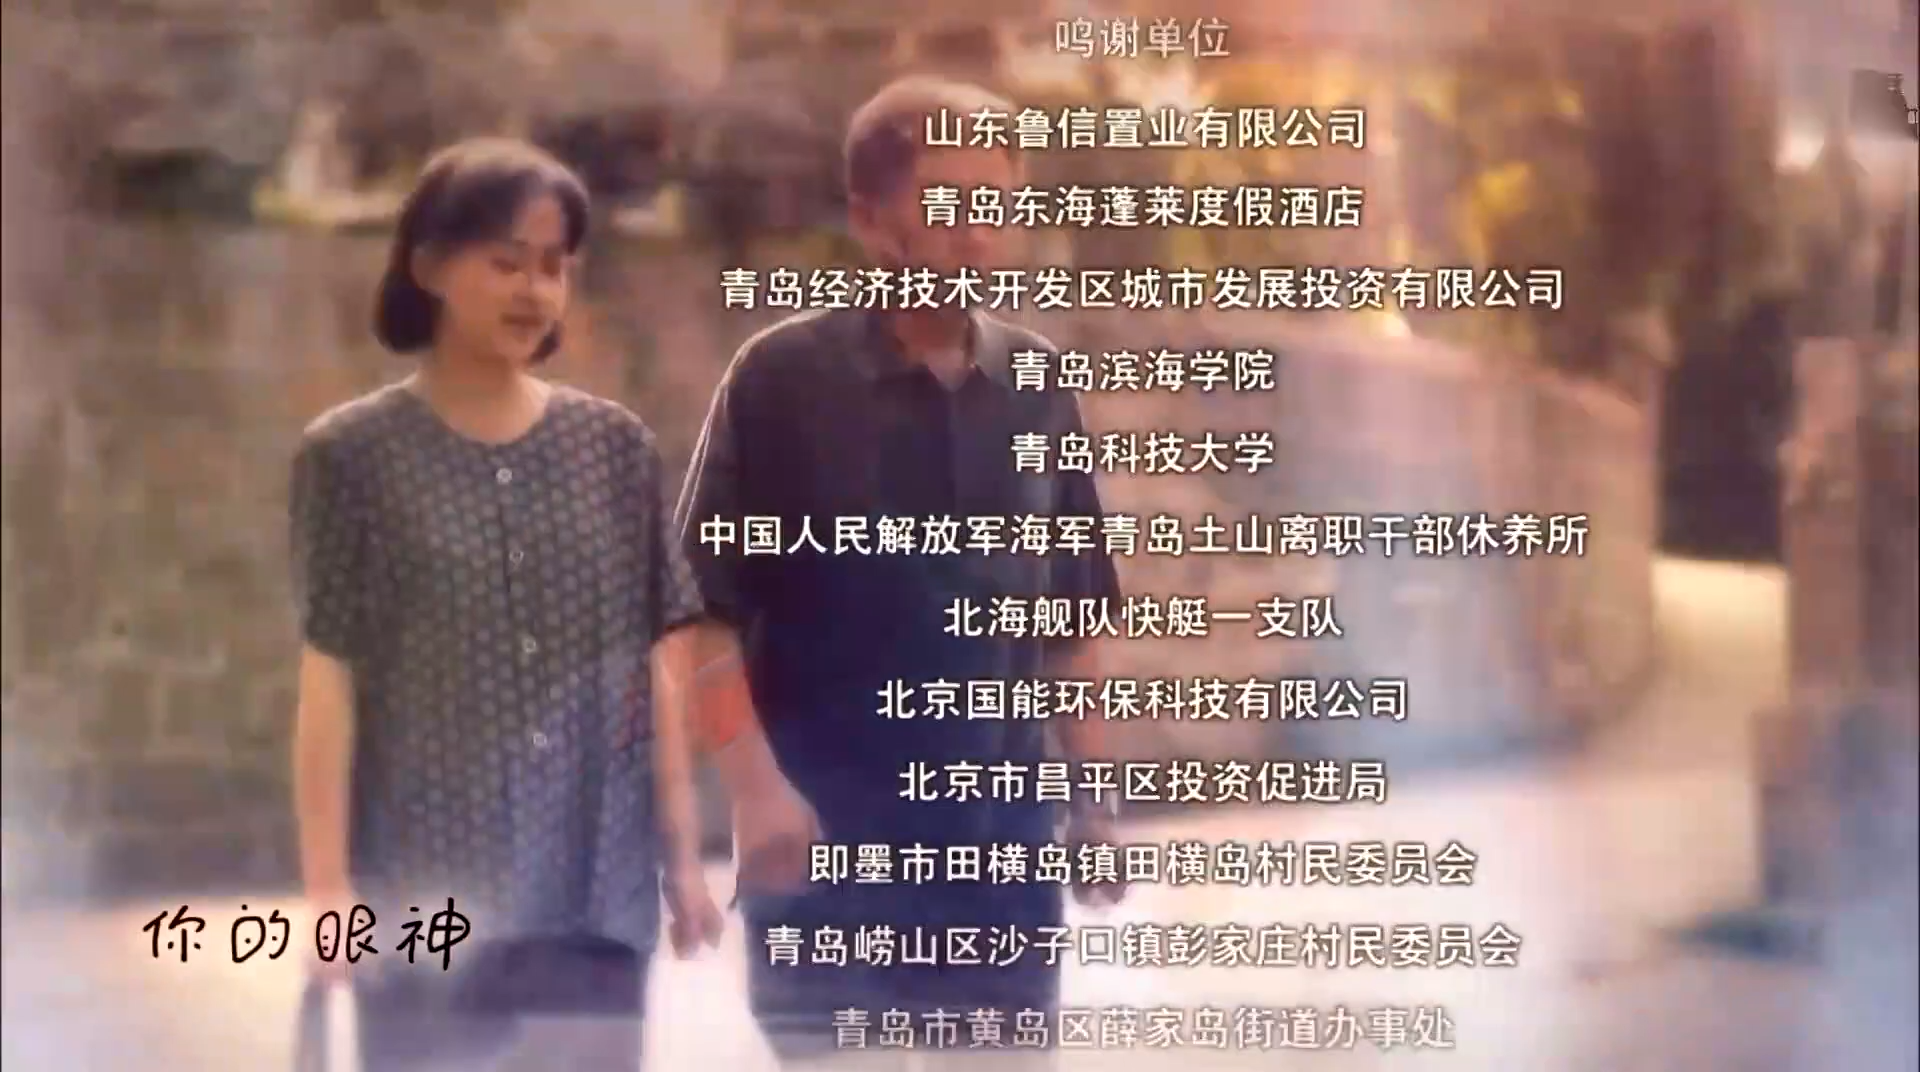 鸣谢单位
山东鲁信置业有限公司
青岛东海蓬莱度假酒店
青岛经济技术开发区城市发展投资有限公司
青岛滨海学院
青岛科技大学
中国人民解放军海军青岛土山离职干部休养所
北海舰队快艇一支队
北京国能环保科技有限公司
北京市昌平区投资促进局
即墨市田横岛镇田横岛村民委员会
青岛崂山区沙子口镇彭家庄村民委员会
青岛市黄岛区薛家岛街道办事处
你的眼神